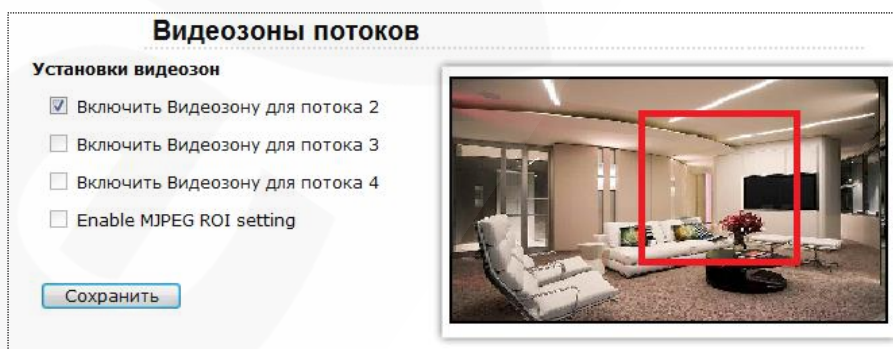 Видеозоны потоков
Установки видеозон
Включить Видеозону для потока 2
Включить Видеозону для потока 3
Включить Видеозону для потока 4
Enable MJPEG ROI setting
Сохранить